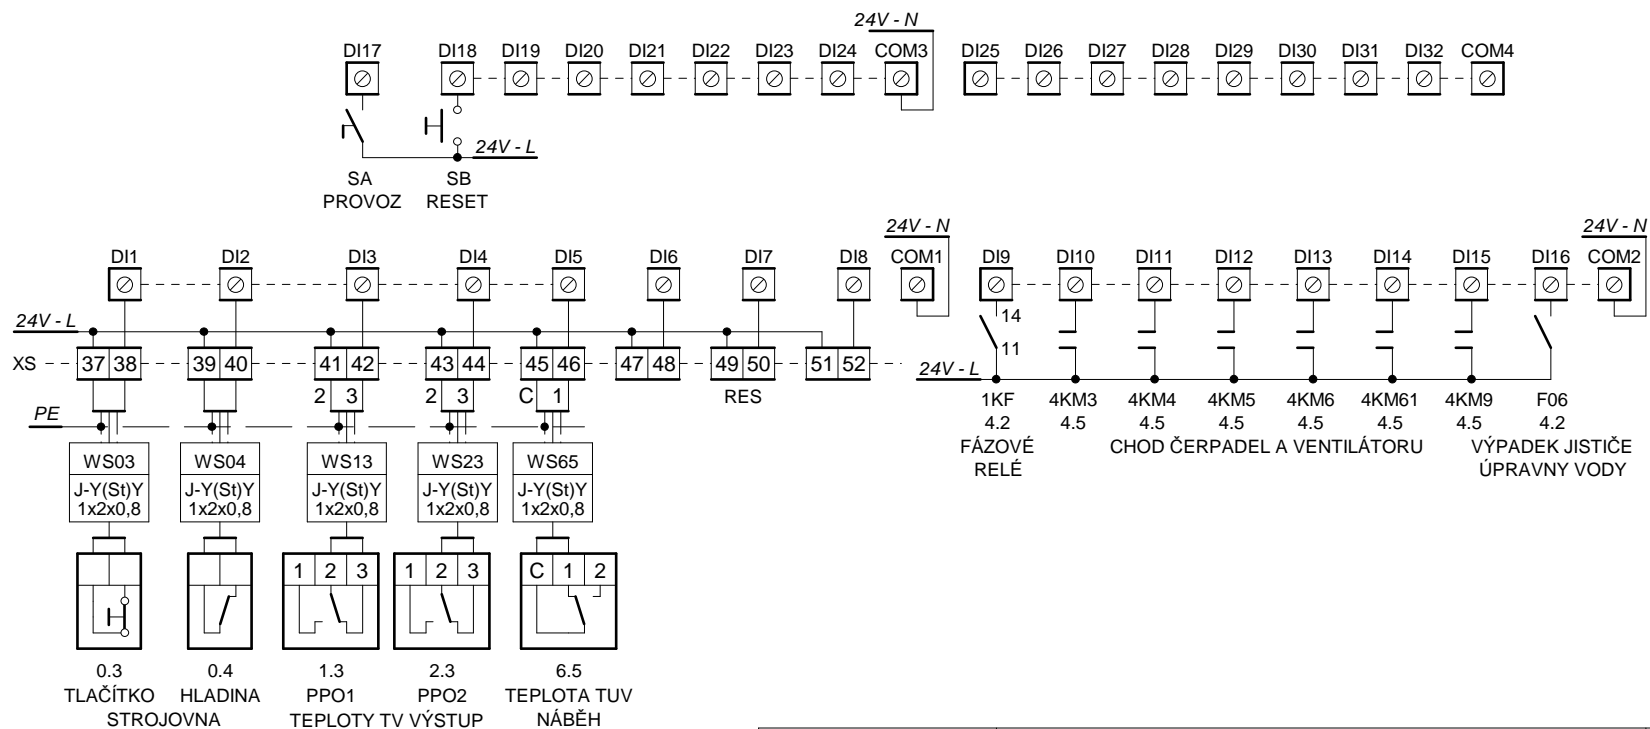 24V - N
DI17 DI18 DI19 DI20 DI21 DI22 DI23 DI24 COM3 DI25 DI26 DI27 DI28 DI29 DI30 DI31 DI32 COM4
24V - L
SA SB
PROVOZ RESET
24V - N 24V - N
DI1 DI2 DI3 DI4 DI5 DI6 DI7 DI8 COM1 DI9 DI10 DI11 DI12 DI13 DI14 DI15 DI16 COM2
24V - L 14
11
XS 37 38 39 40 41 42 43 44 45 46 47 48 49 50 51 52
24V - L
2 3 2 3 C 1 RES 1KF 4KM3 4KM4 4KM5 4KM6 4KM61 4KM9 F06
PE 4.2 4.5 4.5 4.5 4.5 4.5 4.5 4.2
FÁZOVÉ CHOD ČERPADEL A VENTILÁTORU VÝPADEK JISTIČE
RELÉ ÚPRAVNY VODY
WS03 WS04 WS13 WS23 WS65
J-Y(St)Y J-Y(St)Y J-Y(St)Y J-Y(St)Y J-Y(St)Y
1x2x0,8 1x2x0,8 1x2x0,8 1x2x0,8 1x2x0,8
1 2 3 1 2 3 C 1 2
0.3 0.4 1.3 2.3 6.5
TLAČÍTKO HLADINA PPO1 PPO2 TEPLOTA TUV
STROJOVNA TEPLOTY TV VÝSTUP NÁBĚH